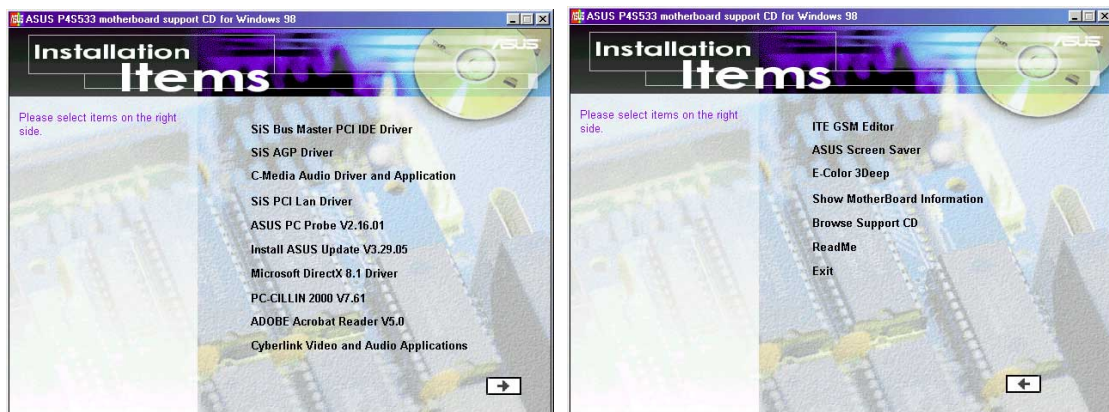 ASUS P4S533 motherboard support CD for Windows 98
Installation
Items
ASUS
Please select items on the right
side.
SiS Bus Master PCI IDE Driver
SiS AGP Driver
C-Media Audio Driver and Application
SiS PCI Lan Driver
ASUS PC Probe V2.16.01
Install ASUS Update V3.29.05
Microsoft DirectX 8.1 Driver
PC-CILLIN 2000 V7.61
ADOBE Acrobat Reader V5.0
Cyberlink Video and Audio Applications
ASUS P4S533 motherboard support CD for Windows 98
Installation
Items
ASUS
Please select items on the right
side.
ITE GSM Editor
ASUS Screen Saver
E-Color 3Deep
Show MotherBoard Information
Browse Support CD
ReadMe
Exit